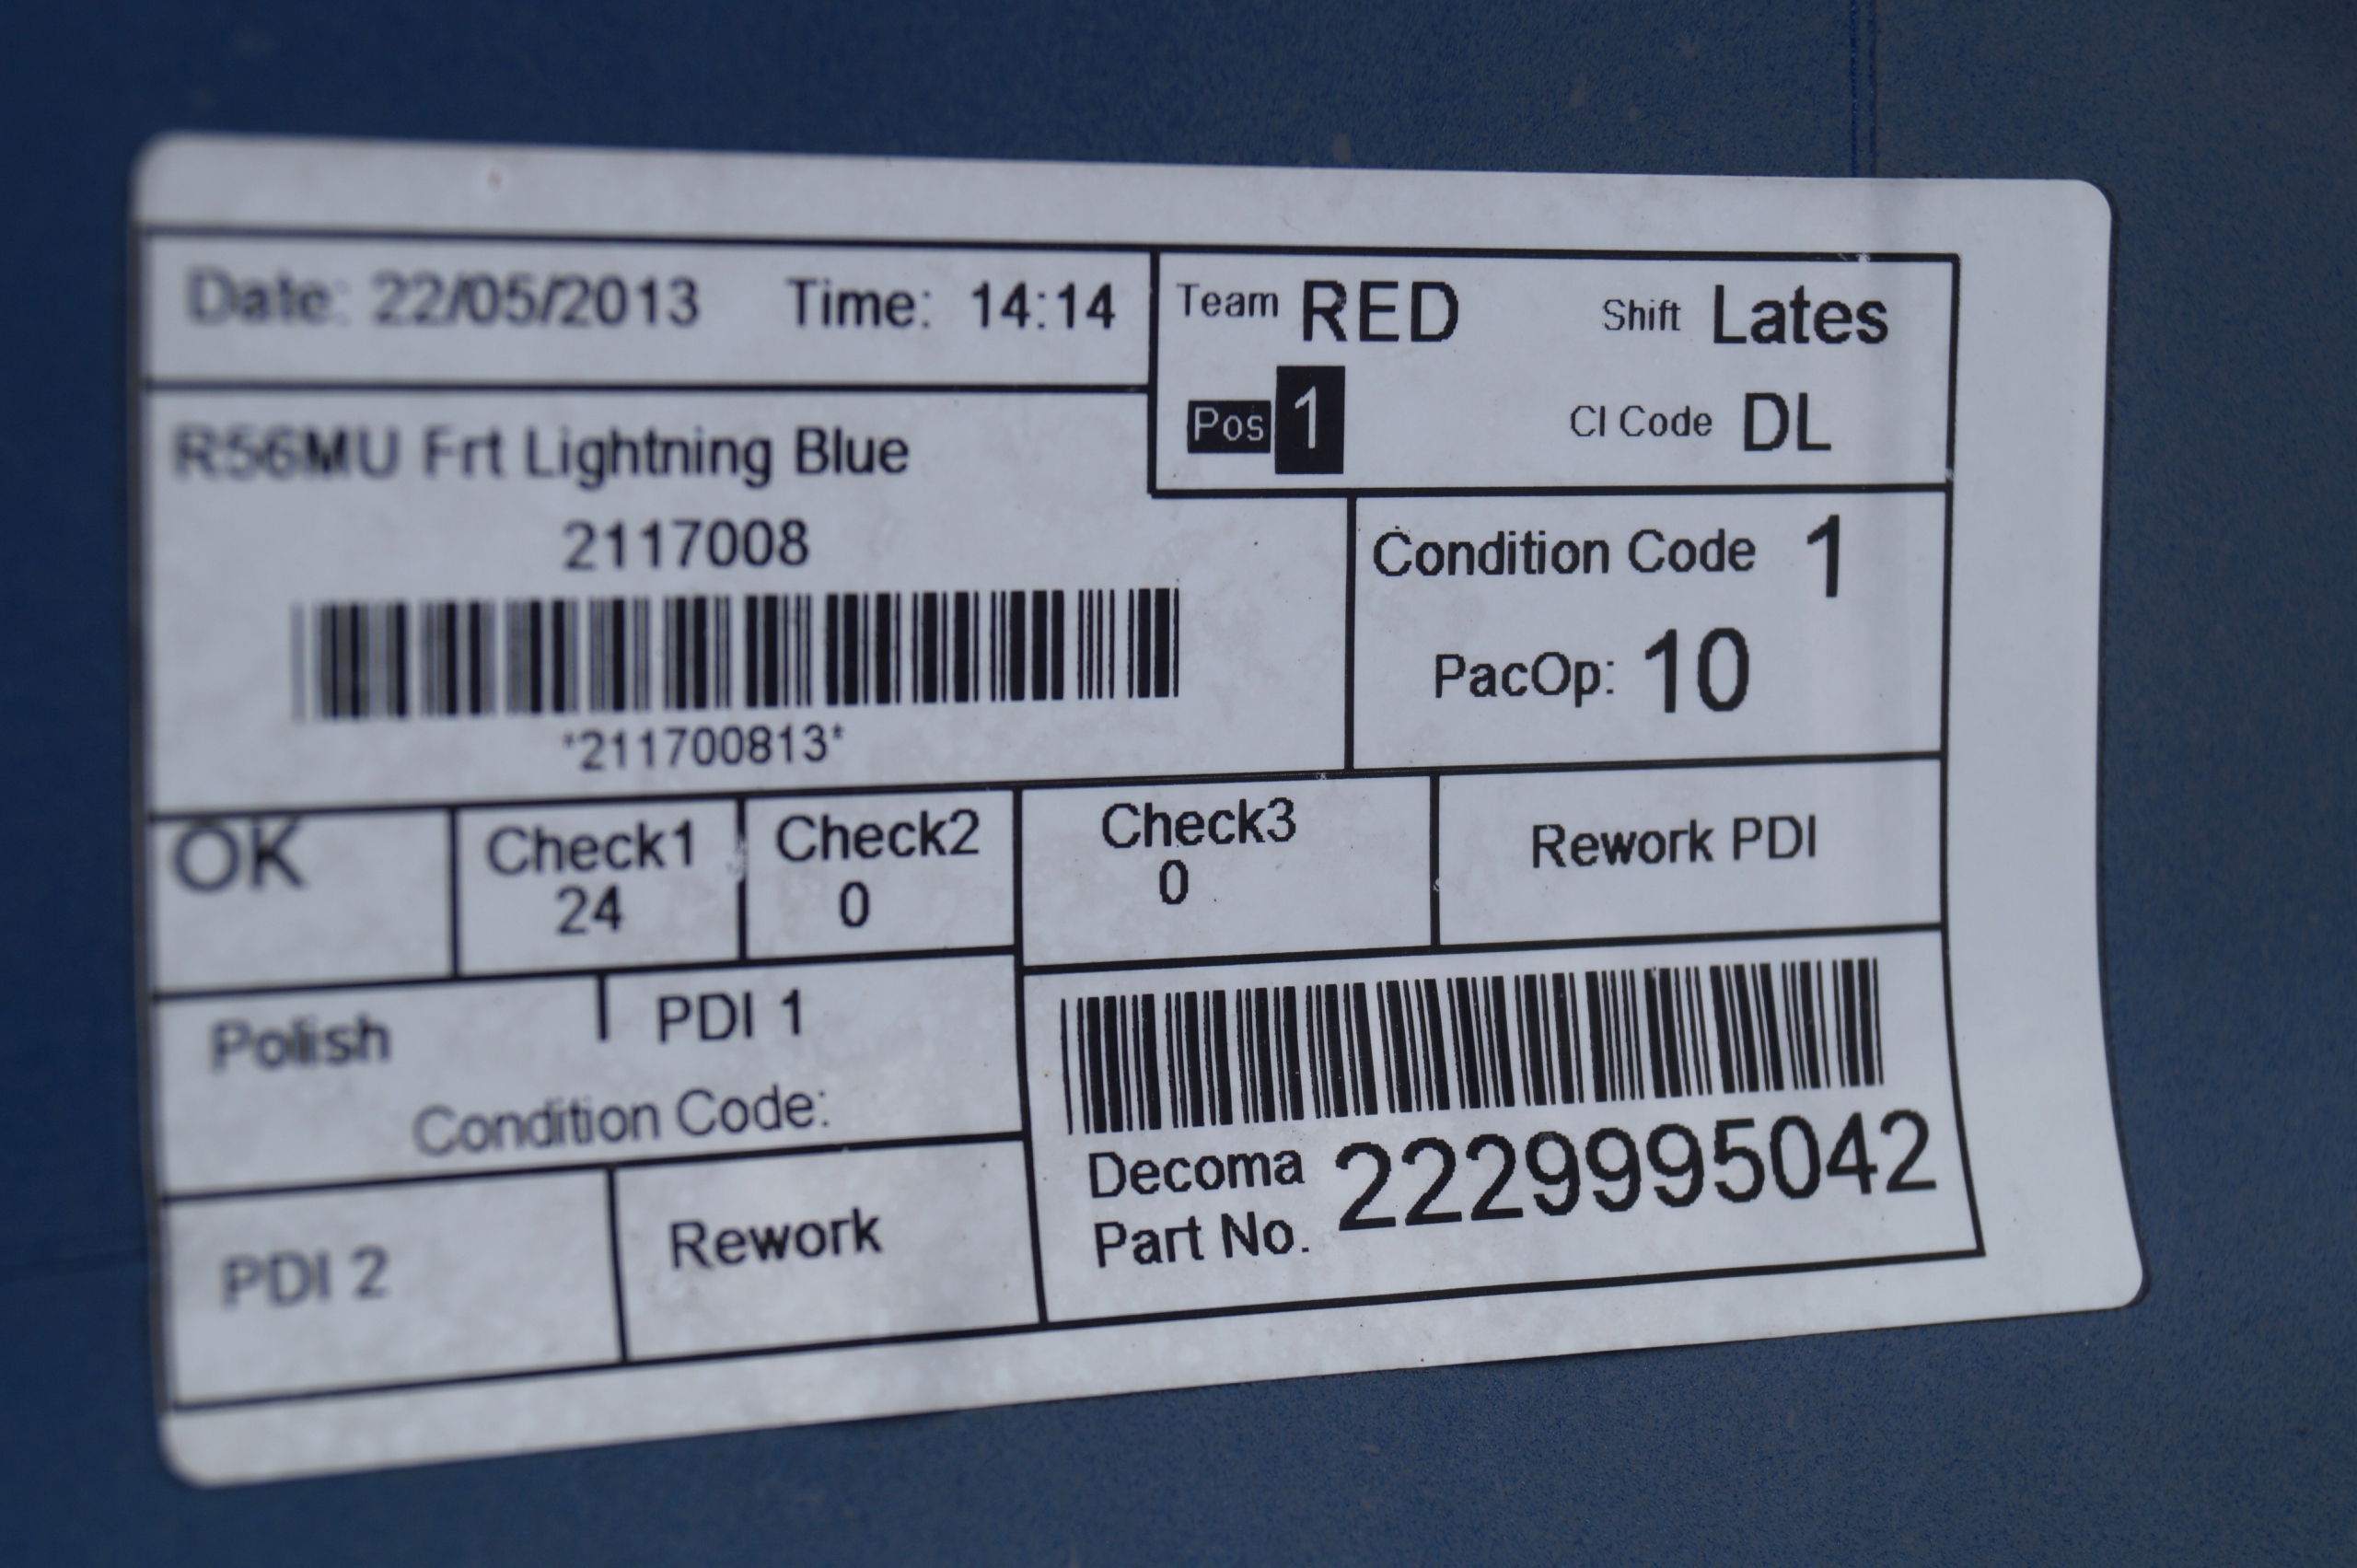 Date: 22/05/2013 Time: 14:14
Team RED Shift Lates
Pos 1 CI Code DL
R56MU Frt Lightning Blue
2117008
*211700813*
Condition Code 1
PacOp: 10
OK Check1 Check2 Check3 Rework PDI
24 0 0
Polish PDI 1
Condition Code:
PDI 2 Rework
Decoma Part No. 2229995042